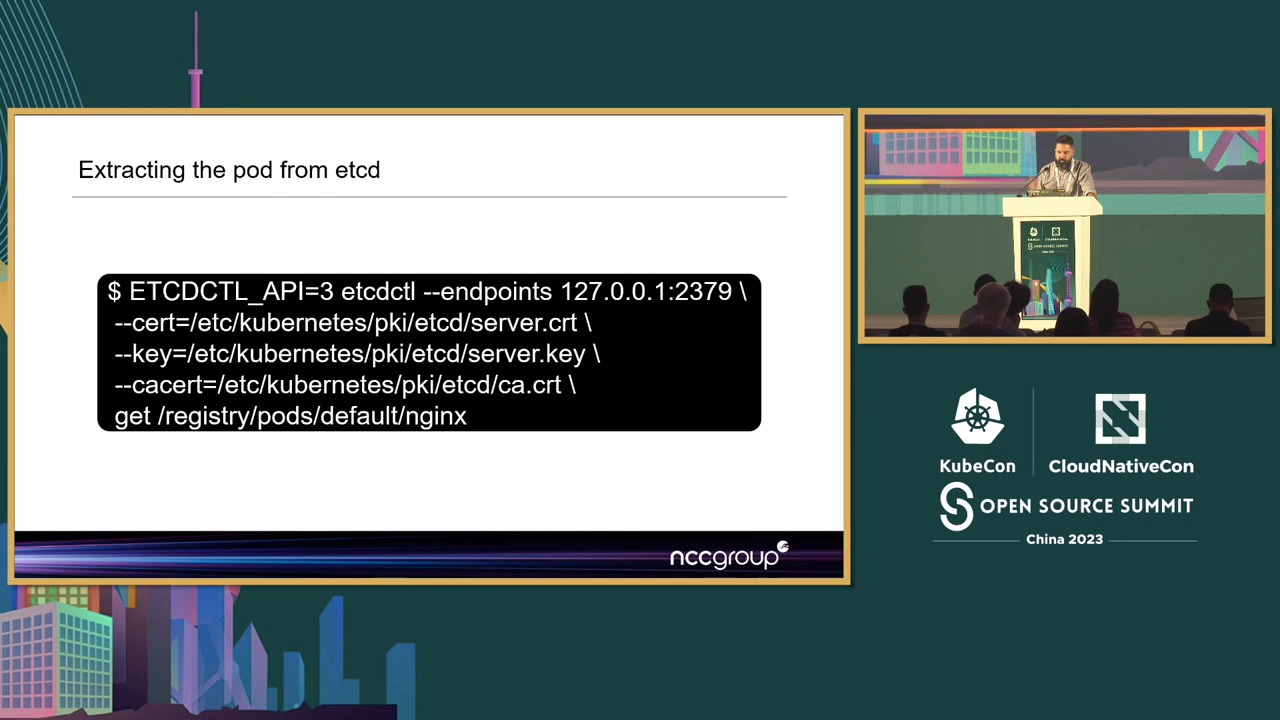 Extracting the pod from etcd
$ ETCDCTL_API=3 etcdctl --endpoints 127.0.0.1:2379 \
--cert=/etc/kubernetes/pki/etcd/server.crt \
--key=/etc/kubernetes/pki/etcd/server.key \
--cacert=/etc/kubernetes/pki/etcd/ca.crt \
get /registry/pods/default/nginx
nccgroup
KubeCon
CloudNativeCon
OPEN SOURCE SUMMIT
China 2023